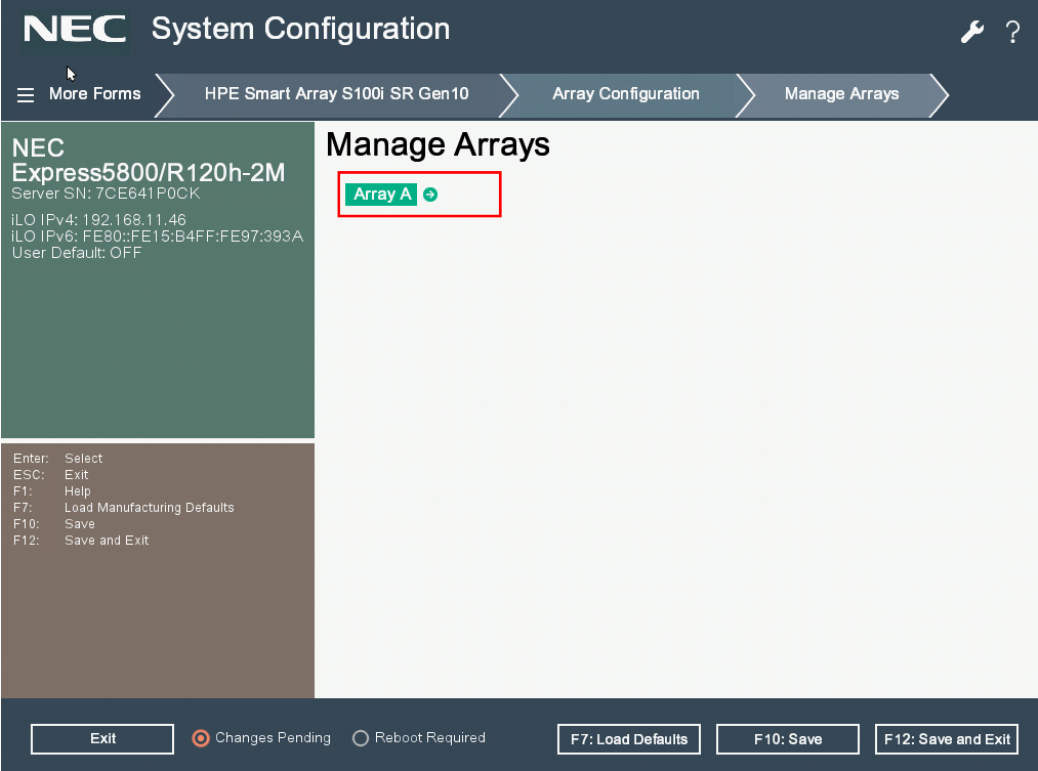 NEC System Configuration
?
More Forms HPE Smart Array S100i SR Gen10 Array Configuration Manage Arrays
NEC
Express5800/R120h-2M
Server SN: 7CE641P0CK
iLO IPv4: 192.168.11.46
iLO IPv6: FE80::FE15:B4FF:FE97:393A
User Default: OFF
Manage Arrays
Array A
Enter: Select
ESC: Exit
F1: Help
F7: Load Manufacturing Defaults
F10: Save
F12: Save and Exit
Exit Changes Pending Reboot Required F7: Load Defaults F10: Save F12: Save and Exit